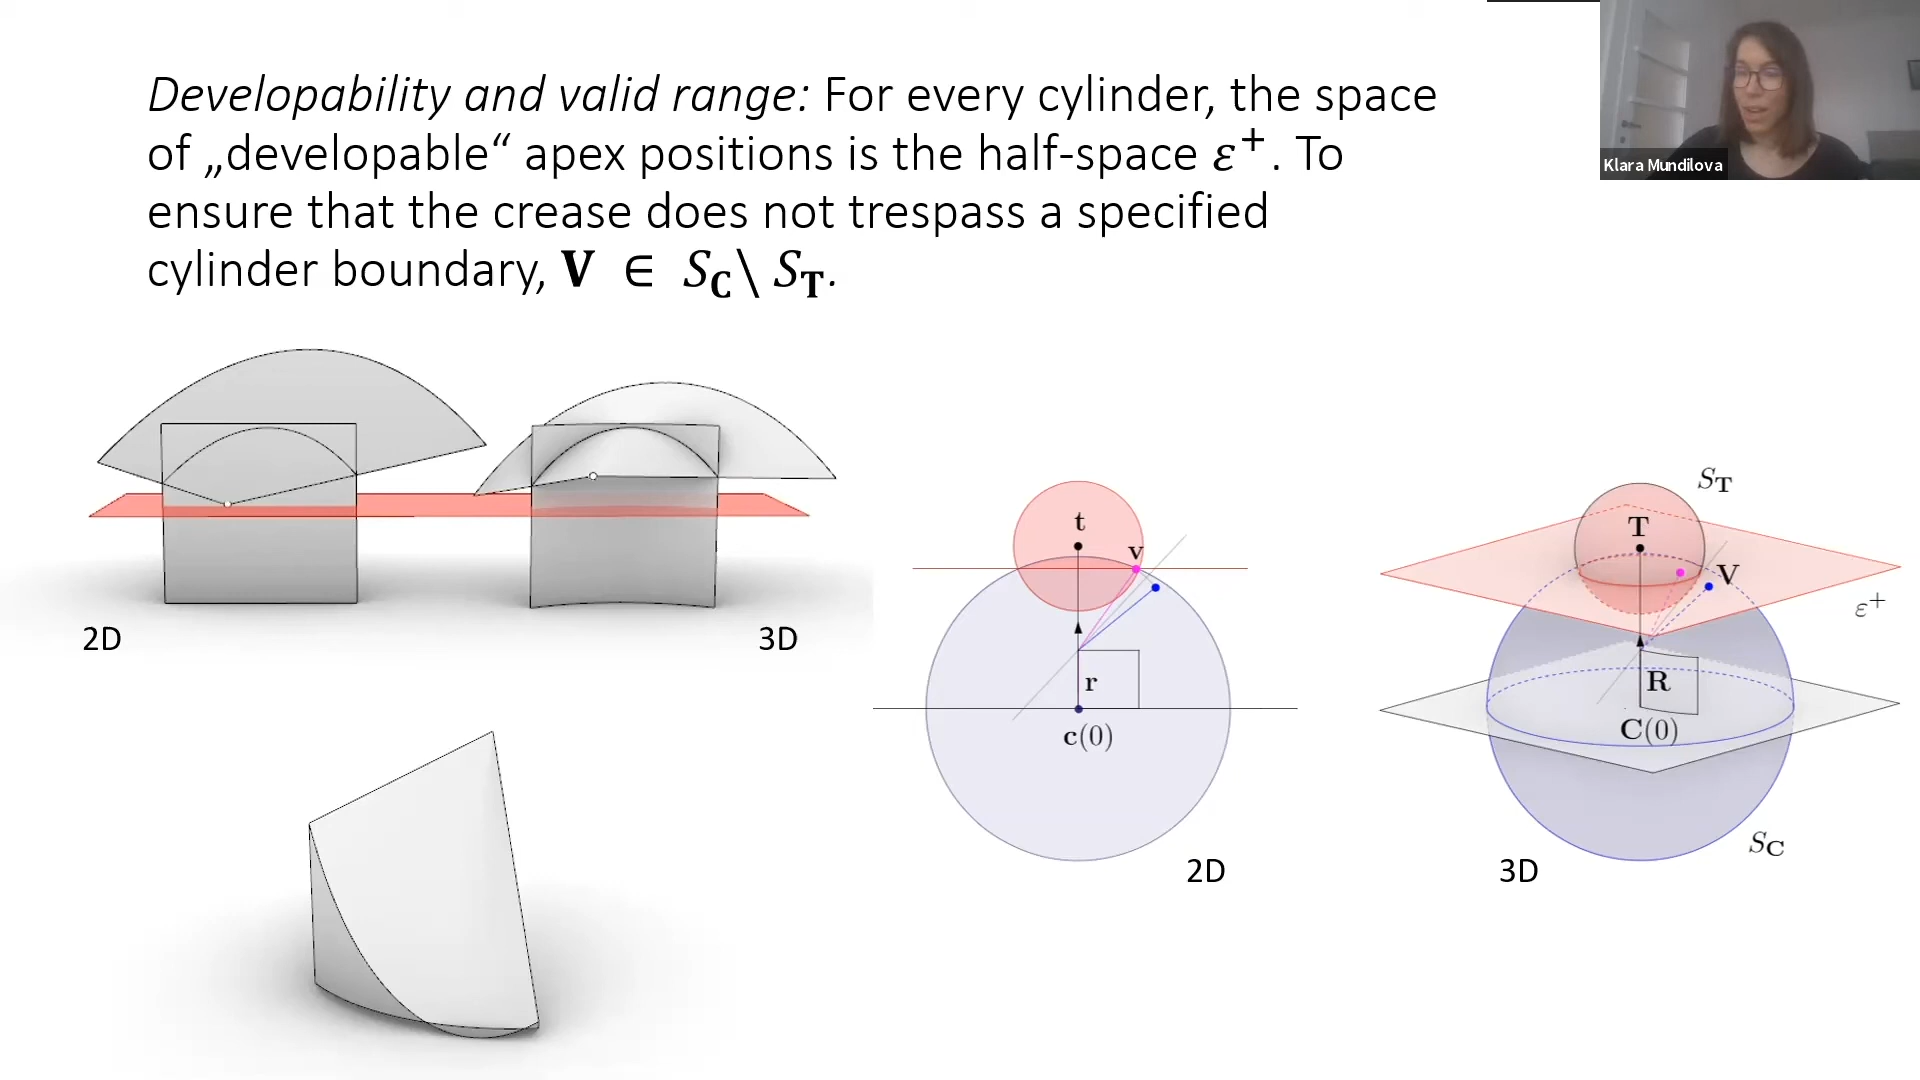 Developability and valid range: For every cylinder, the space
of „developable“ apex positions is the half-space ε⁺. To
ensure that the crease does not trespass a specified
cylinder boundary, V ∈ S_C\ S_T.
Klara Mundilova
2D
3D
t
v
r
c(0)
2D
S_T
T
V
ε⁺
R
C(0)
S_C
3D